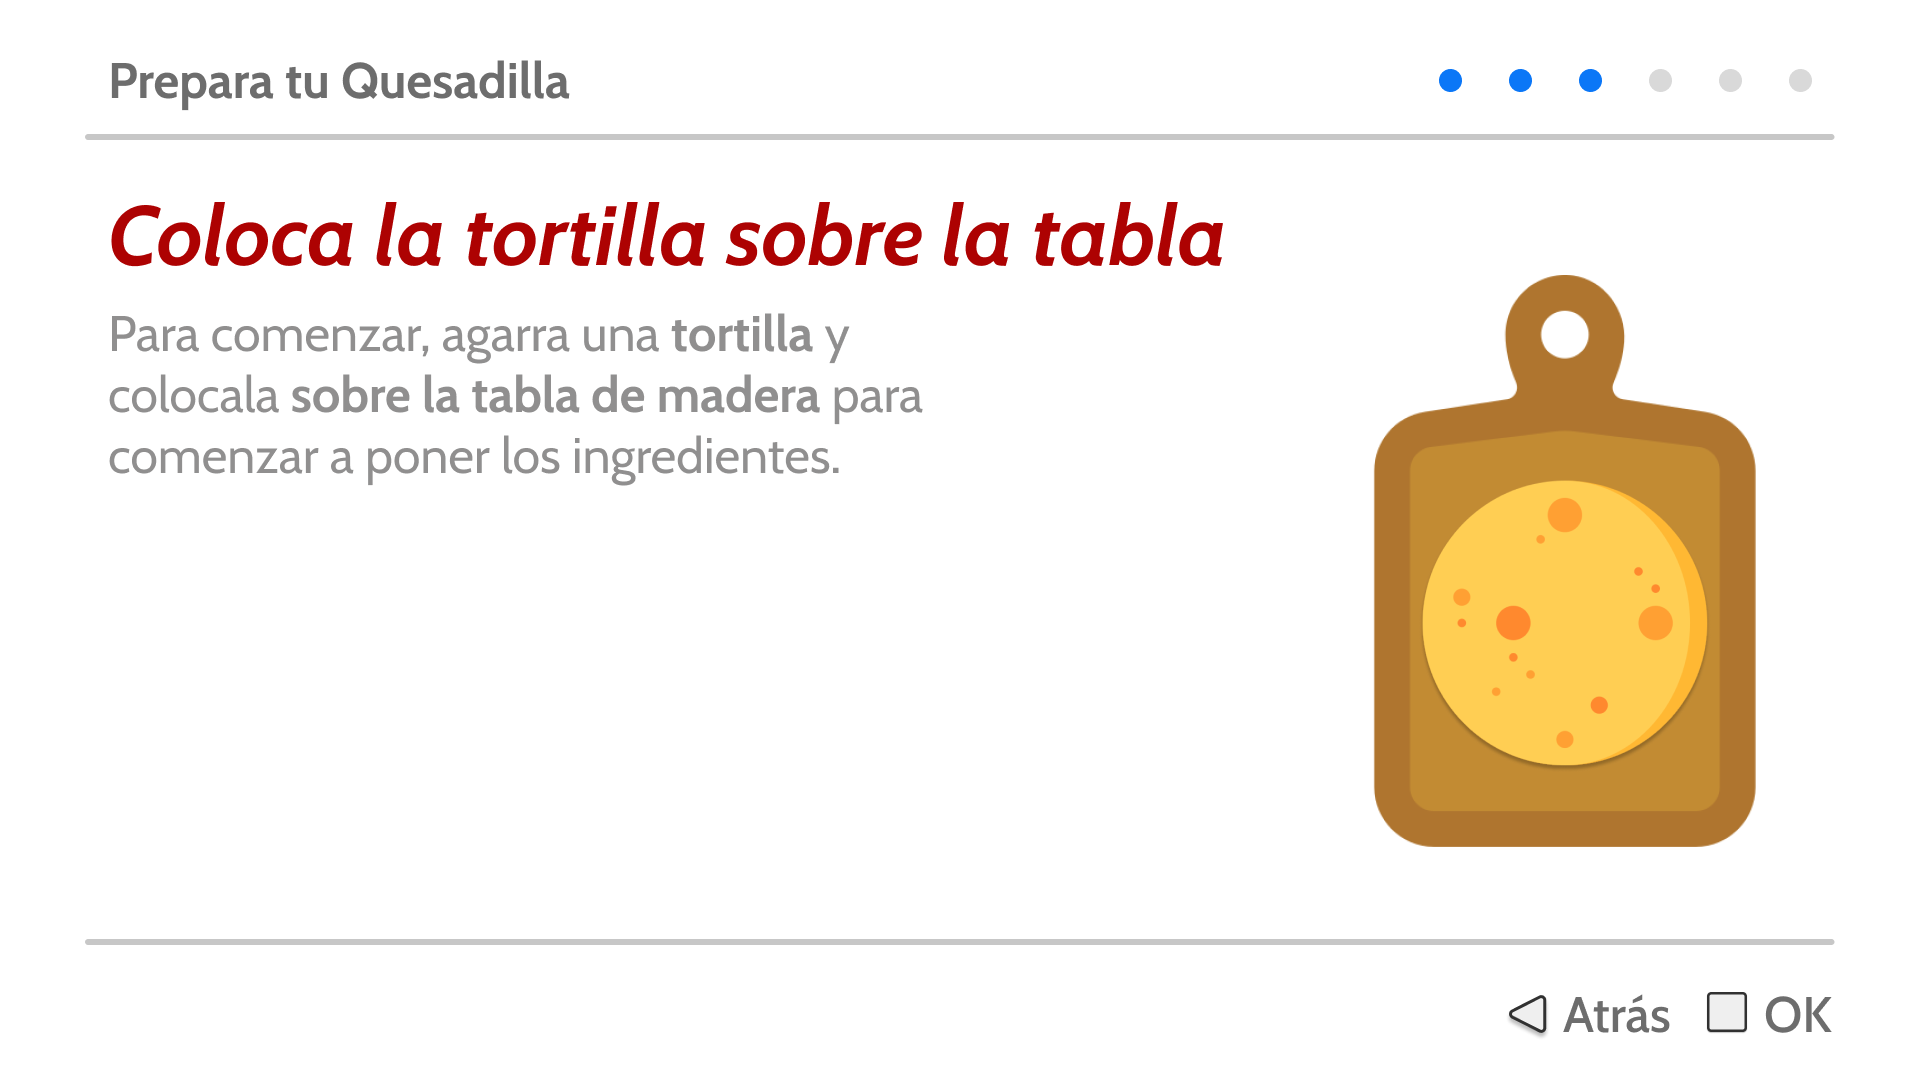 Prepara tu Quesadilla
Coloca la tortilla sobre la tabla
Para comenzar, agarra una tortilla y
colocala sobre la tabla de madera para
comenzar a poner los ingredientes.
Atrás OK